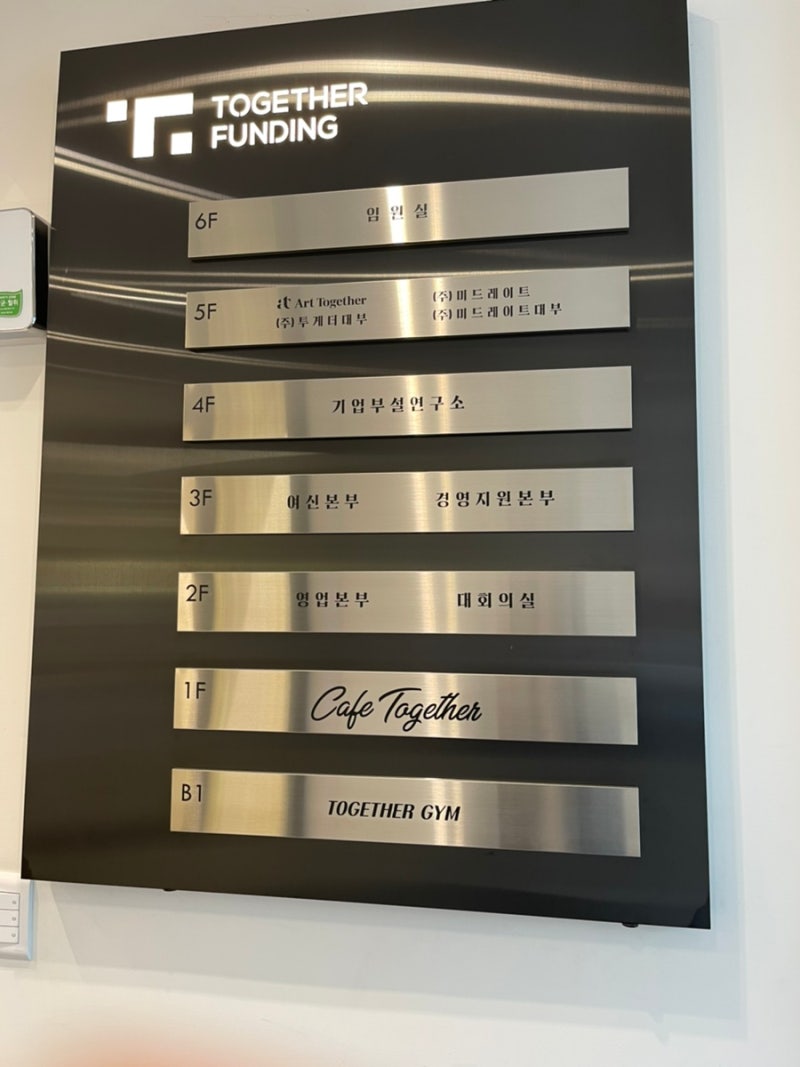 TOGETHER
FUNDING
6F 임원실
5F Art Together (주)미드레이트
(주)투게더대부 (주)미드레이트대부
4F 기업부설연구소
3F 여신본부 경영지원본부
2F 영업본부 대회의실
1F Cafe Together
B1 TOGETHER GYM